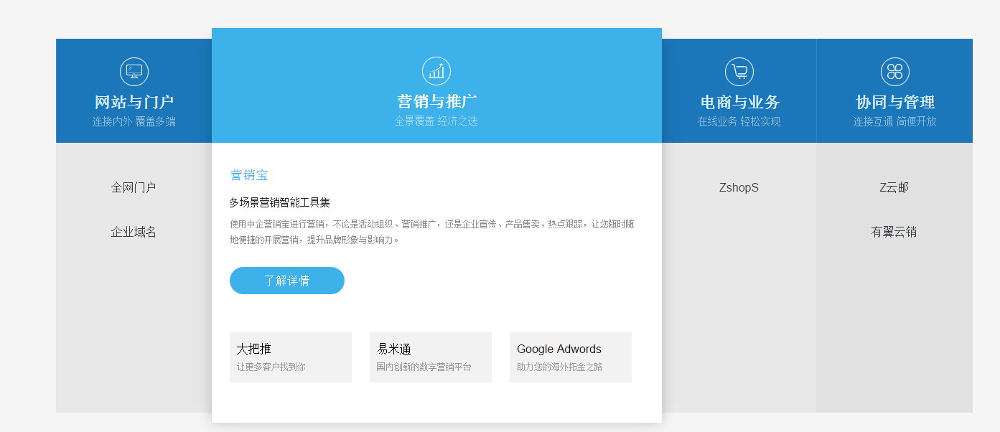 网站与门户
连接内外 覆盖多端
全网门户
企业域名
营销与推广
全景覆盖 经济之选
营销宝
多场景营销智能工具集
使用中企营销宝进行营销，不论是活动组织、营销推广，还是企业宣传、产品售卖、热点跟踪，让您随时随
地便捷的开展营销，提升品牌形象与影响力。
了解详情
大把推
让更多客户找到你
易米通
国内创新的数字营销平台
Google Adwords
助力您的海外拓金之路
电商与业务
在线业务 轻松实现
ZshopS
协同与管理
连接互通 简便开放
Z云邮
有翼云销